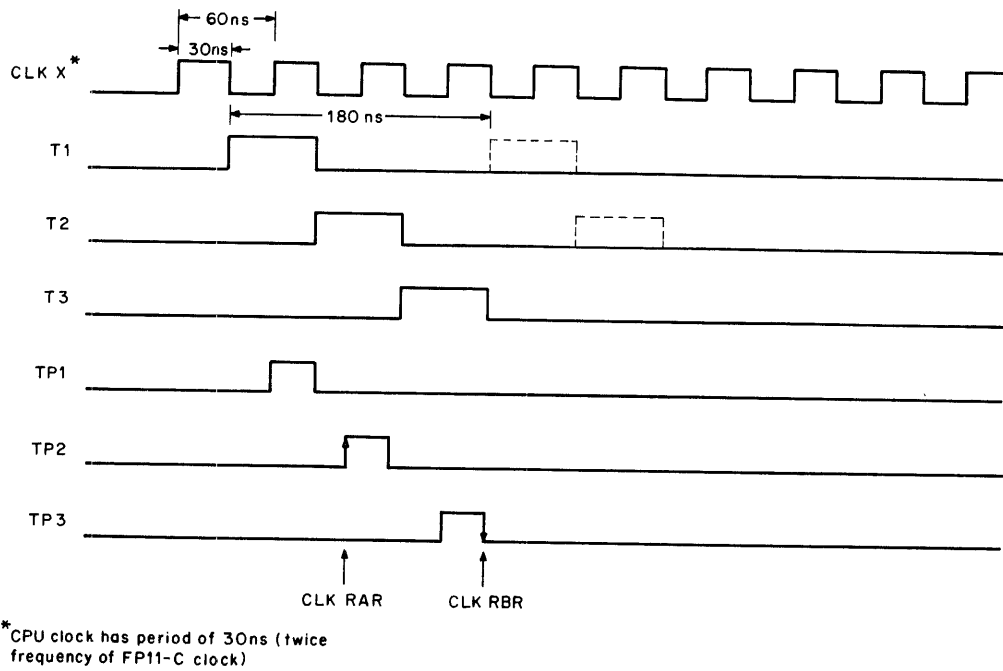 60ns
30ns
CLK X*
180 ns
T1
T2
T3
TP1
TP2
TP3
CLK RAR
CLK RBR
*CPU clock has period of 30ns (twice
frequency of FP11-C clock)